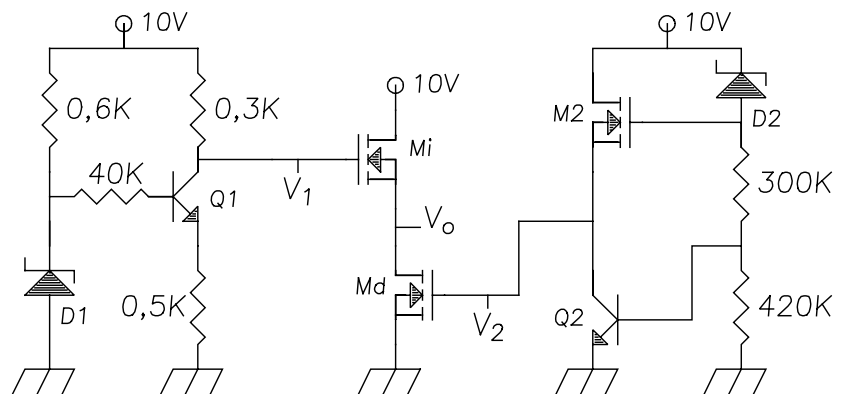 10V
10V
0,6K
0,3K
10V
M2
D2
Mi
40K
Q1
V1
300K
Vo
Md
D1
0,5K
V2
Q2
420K